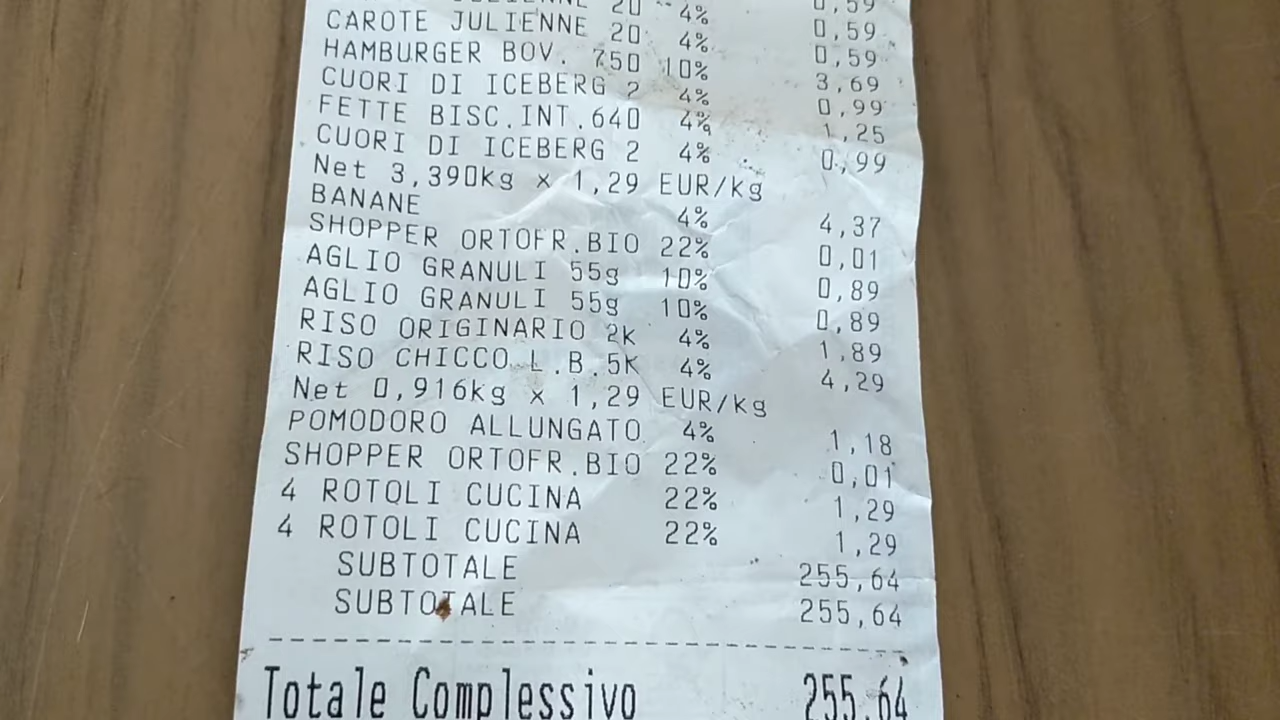 20 4% 0,59
CAROTE JULIENNE 20 4% 0,59
HAMBURGER BOV. 750 10% 0,59
CUORI DI ICEBERG 2 4% 3,69
FETTE BISC.INT.640 4% 0,99
CUORI DI ICEBERG 2 4% 1,25
Net 3,390kg x 1,29 EUR/kg 0,99
BANANE 4% 4,37
SHOPPER ORTOFR.BIO 22% 0,01
AGLIO GRANULI 55g 10% 0,89
AGLIO GRANULI 55g 10% 0,89
RISO ORIGINARIO 2K 4% 1,89
RISO CHICCO L.B.5K 4% 4,29
Net 0,916kg x 1,29 EUR/kg
POMODORO ALLUNGATO 4% 1,18
SHOPPER ORTOFR.BIO 22% 0,01
4 ROTOLI CUCINA 22% 1,29
4 ROTOLI CUCINA 22% 1,29
SUBTOTALE 255,64
SUBTOTALE 255,64
Totale Complessivo 255,64